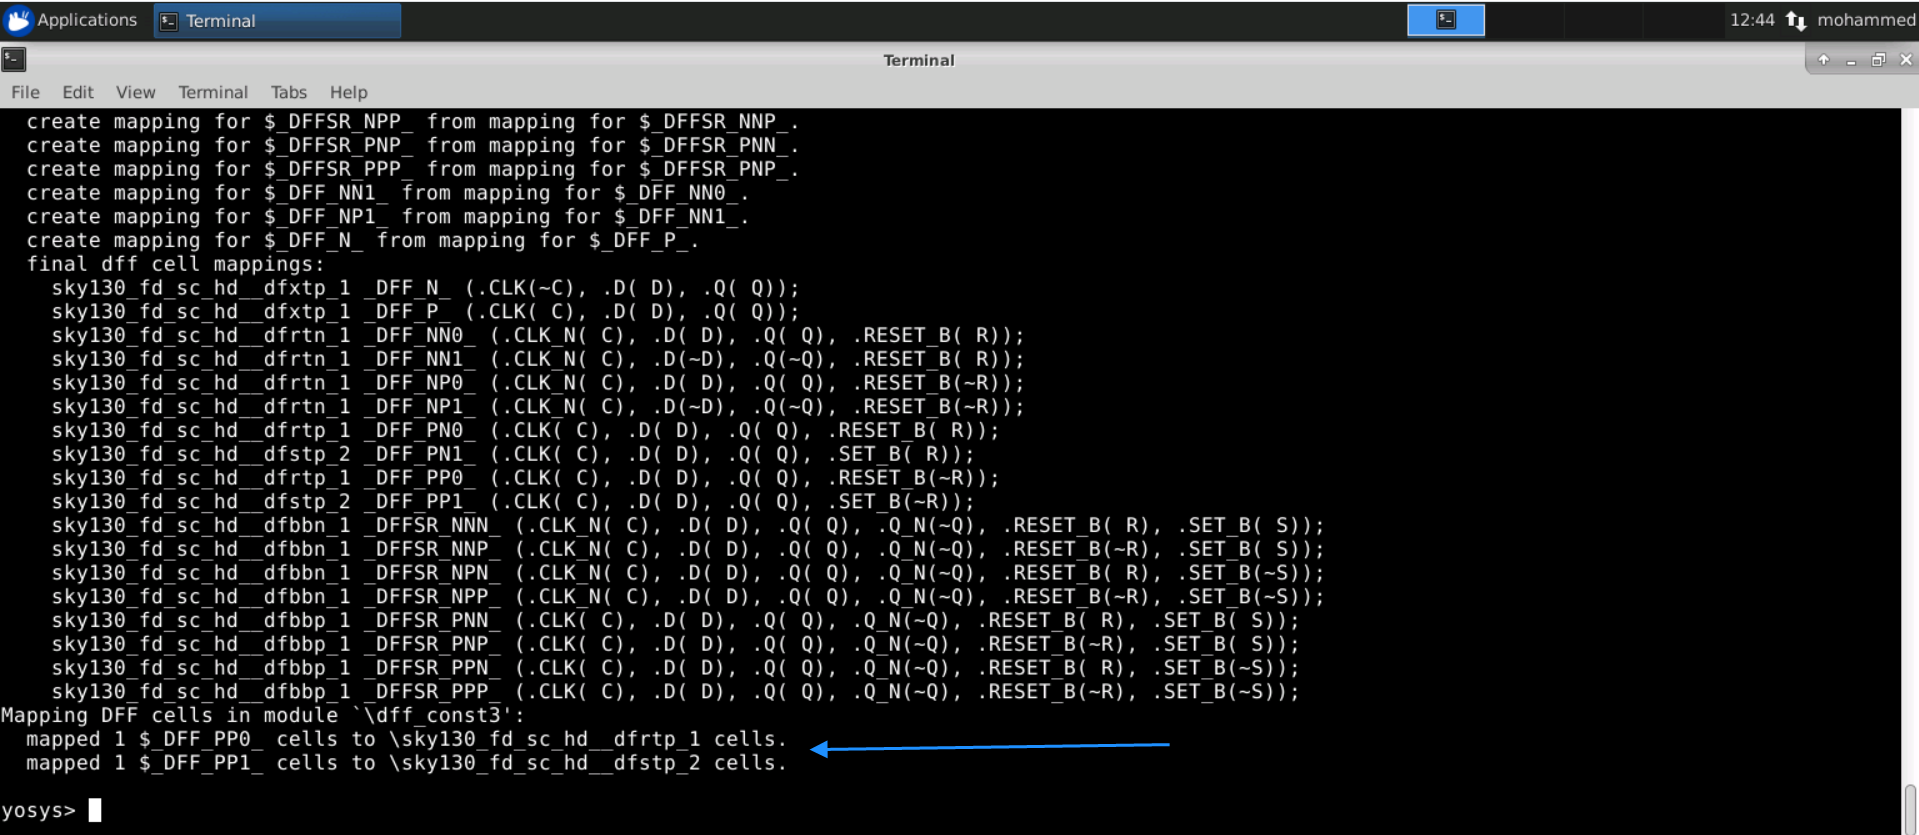 Applications
Terminal
12:44
mohammed
Terminal
File Edit View Terminal Tabs Help
  create mapping for $_DFFSR_NPP_ from mapping for $_DFFSR_NNP_.
  create mapping for $_DFFSR_PNP_ from mapping for $_DFFSR_PNN_.
  create mapping for $_DFFSR_PPP_ from mapping for $_DFFSR_PNP_.
  create mapping for $_DFF_NN1_ from mapping for $_DFF_NN0_.
  create mapping for $_DFF_NP1_ from mapping for $_DFF_NN1_.
  create mapping for $_DFF_N_ from mapping for $_DFF_P_.
  final dff cell mappings:
    sky130_fd_sc_hd__dfxtp_1 _DFF_N_ (.CLK(~C), .D( D), .Q( Q));
    sky130_fd_sc_hd__dfxtp_1 _DFF_P_ (.CLK( C), .D( D), .Q( Q));
    sky130_fd_sc_hd__dfrtn_1 _DFF_NN0_ (.CLK_N( C), .D( D), .Q( Q), .RESET_B( R));
    sky130_fd_sc_hd__dfrtn_1 _DFF_NN1_ (.CLK_N( C), .D(~D), .Q(~Q), .RESET_B( R));
    sky130_fd_sc_hd__dfrtn_1 _DFF_NP0_ (.CLK_N( C), .D( D), .Q( Q), .RESET_B(~R));
    sky130_fd_sc_hd__dfrtn_1 _DFF_NP1_ (.CLK_N( C), .D(~D), .Q(~Q), .RESET_B(~R));
    sky130_fd_sc_hd__dfrtp_1 _DFF_PN0_ (.CLK( C), .D( D), .Q( Q), .RESET_B( R));
    sky130_fd_sc_hd__dfstp_2 _DFF_PN1_ (.CLK( C), .D( D), .Q( Q), .SET_B( R));
    sky130_fd_sc_hd__dfrtp_1 _DFF_PP0_ (.CLK( C), .D( D), .Q( Q), .RESET_B(~R));
    sky130_fd_sc_hd__dfstp_2 _DFF_PP1_ (.CLK( C), .D( D), .Q( Q), .SET_B(~R));
    sky130_fd_sc_hd__dfbbn_1 _DFFSR_NNN_ (.CLK_N( C), .D( D), .Q( Q), .Q_N(~Q), .RESET_B( R), .SET_B( S));
    sky130_fd_sc_hd__dfbbn_1 _DFFSR_NNP_ (.CLK_N( C), .D( D), .Q( Q), .Q_N(~Q), .RESET_B(~R), .SET_B( S));
    sky130_fd_sc_hd__dfbbn_1 _DFFSR_NPN_ (.CLK_N( C), .D( D), .Q( Q), .Q_N(~Q), .RESET_B( R), .SET_B(~S));
    sky130_fd_sc_hd__dfbbn_1 _DFFSR_NPP_ (.CLK_N( C), .D( D), .Q( Q), .Q_N(~Q), .RESET_B(~R), .SET_B(~S));
    sky130_fd_sc_hd__dfbbp_1 _DFFSR_PNN_ (.CLK( C), .D( D), .Q( Q), .Q_N(~Q), .RESET_B( R), .SET_B( S));
    sky130_fd_sc_hd__dfbbp_1 _DFFSR_PNP_ (.CLK( C), .D( D), .Q( Q), .Q_N(~Q), .RESET_B(~R), .SET_B( S));
    sky130_fd_sc_hd__dfbbp_1 _DFFSR_PPN_ (.CLK( C), .D( D), .Q( Q), .Q_N(~Q), .RESET_B( R), .SET_B(~S));
    sky130_fd_sc_hd__dfbbp_1 _DFFSR_PPP_ (.CLK( C), .D( D), .Q( Q), .Q_N(~Q), .RESET_B(~R), .SET_B(~S));
Mapping DFF cells in module `\dff_const3':
  mapped 1 $_DFF_PP0_ cells to \sky130_fd_sc_hd__dfrtp_1 cells.
  mapped 1 $_DFF_PP1_ cells to \sky130_fd_sc_hd__dfstp_2 cells.
yosys>